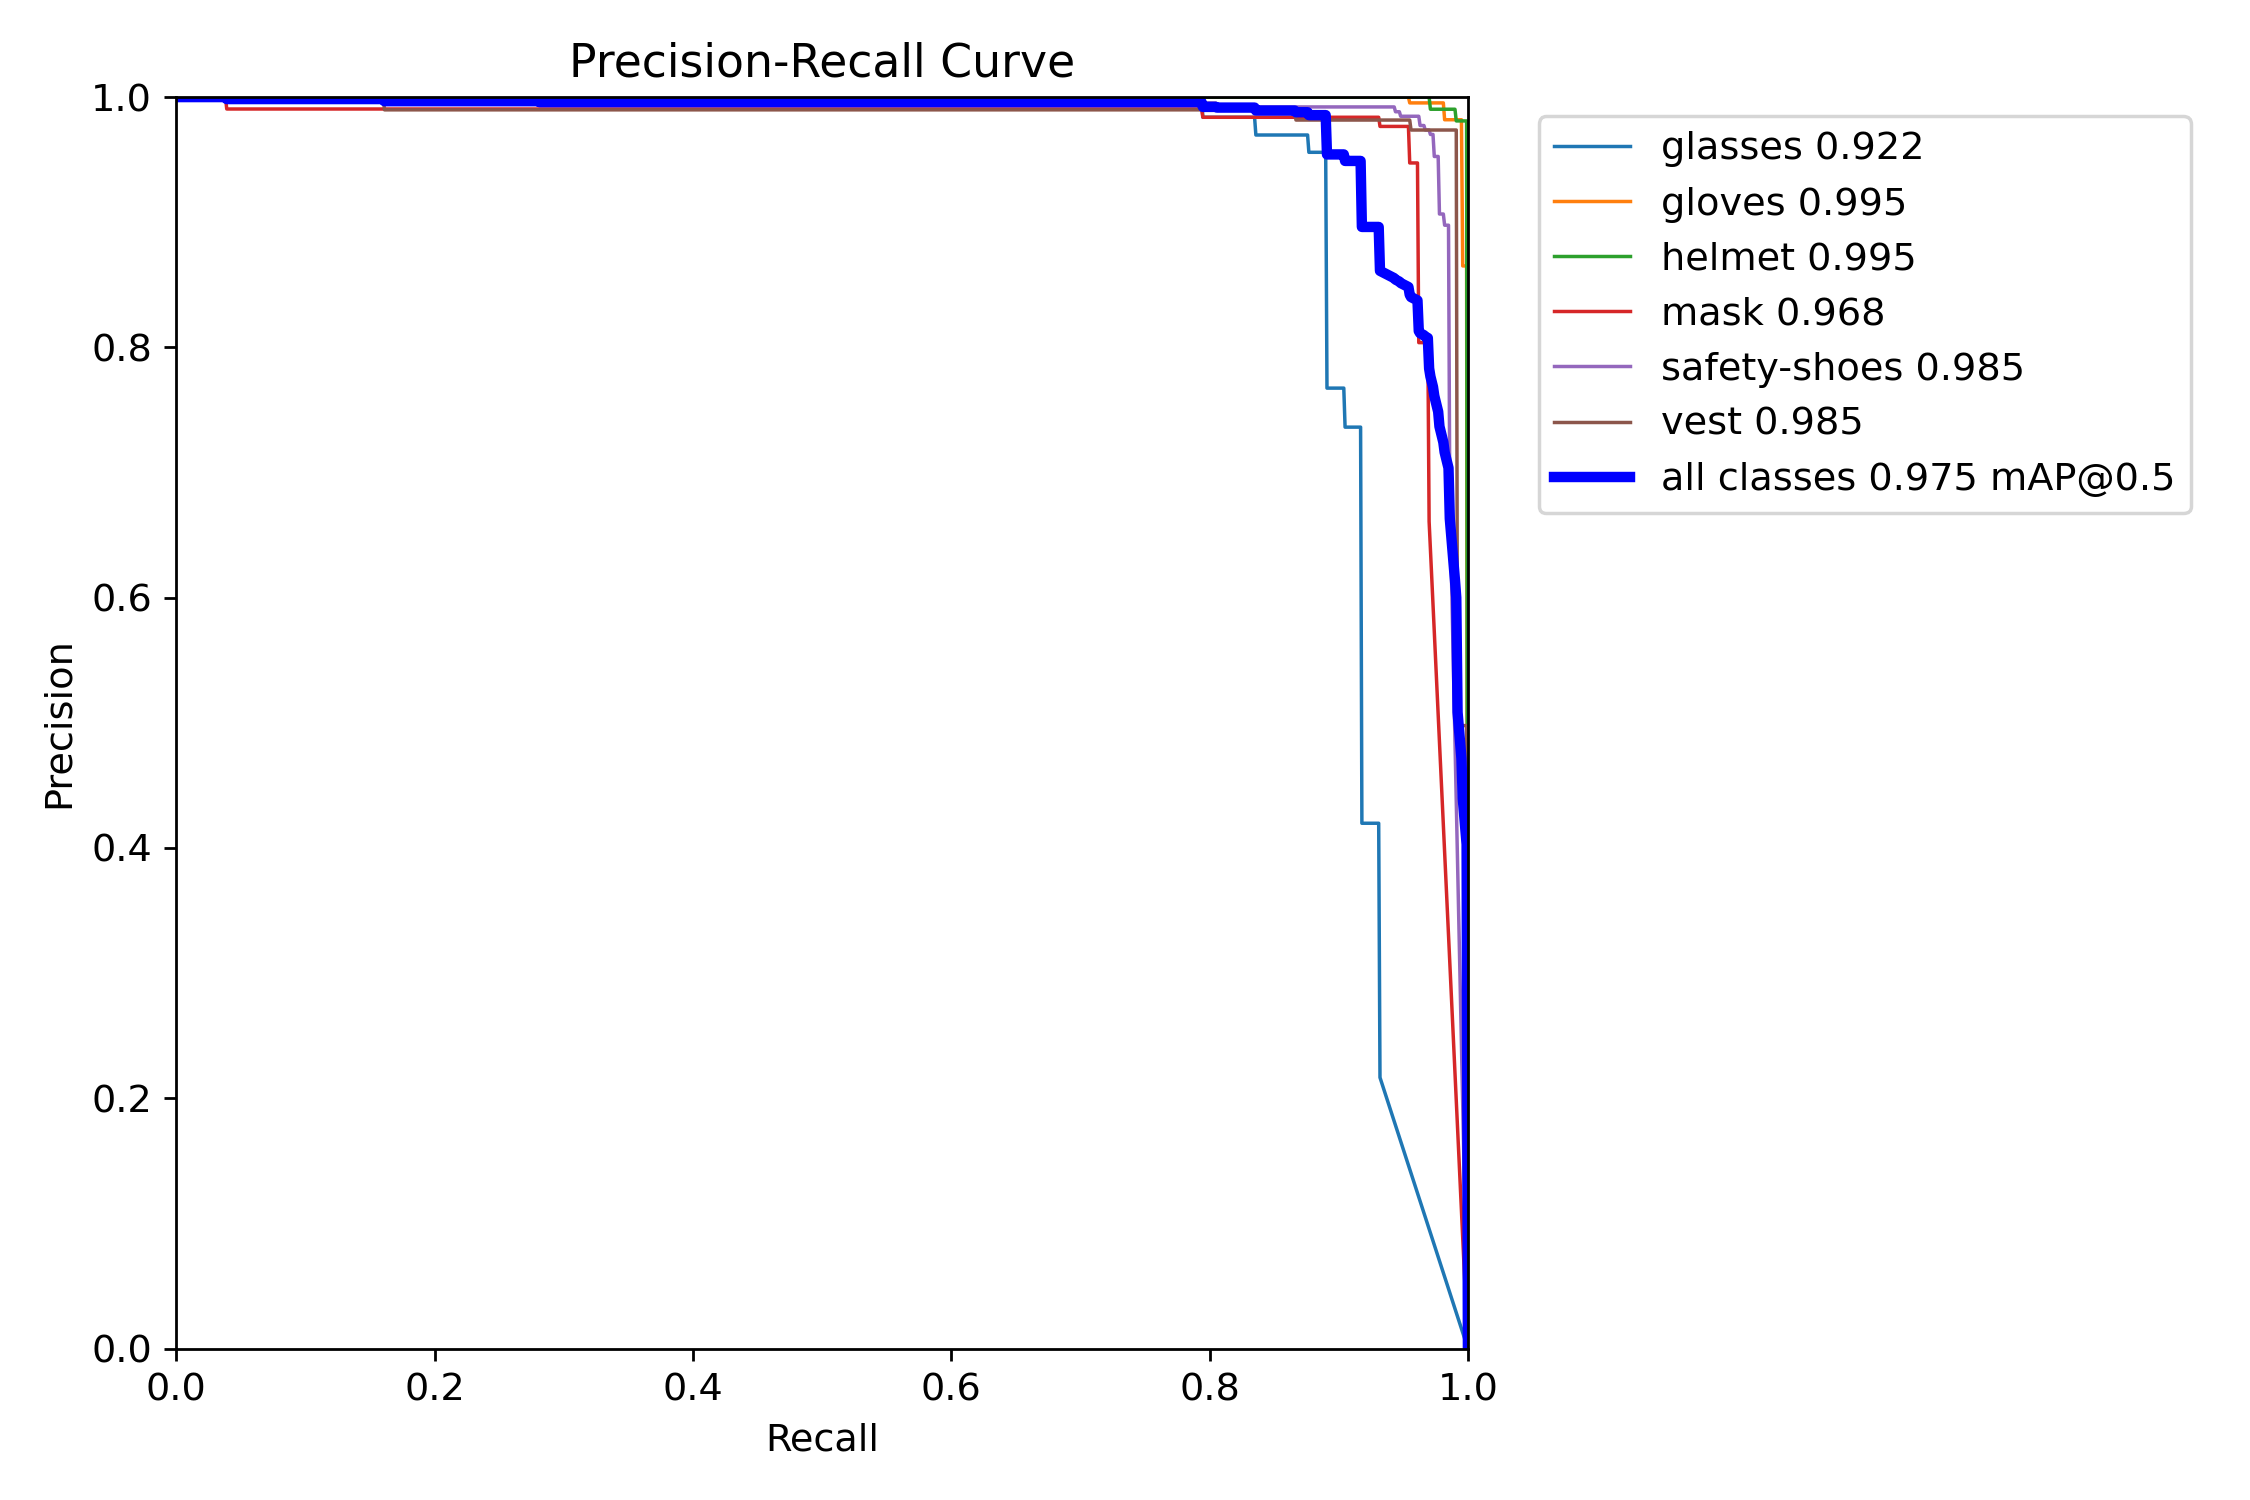 Precision-Recall Curve
1.0
0.8
0.6
0.4
0.2
0.0
Precision
0.0 0.2 0.4 0.6 0.8 1.0
Recall
glasses 0.922
gloves 0.995
helmet 0.995
mask 0.968
safety-shoes 0.985
vest 0.985
all classes 0.975 mAP@0.5